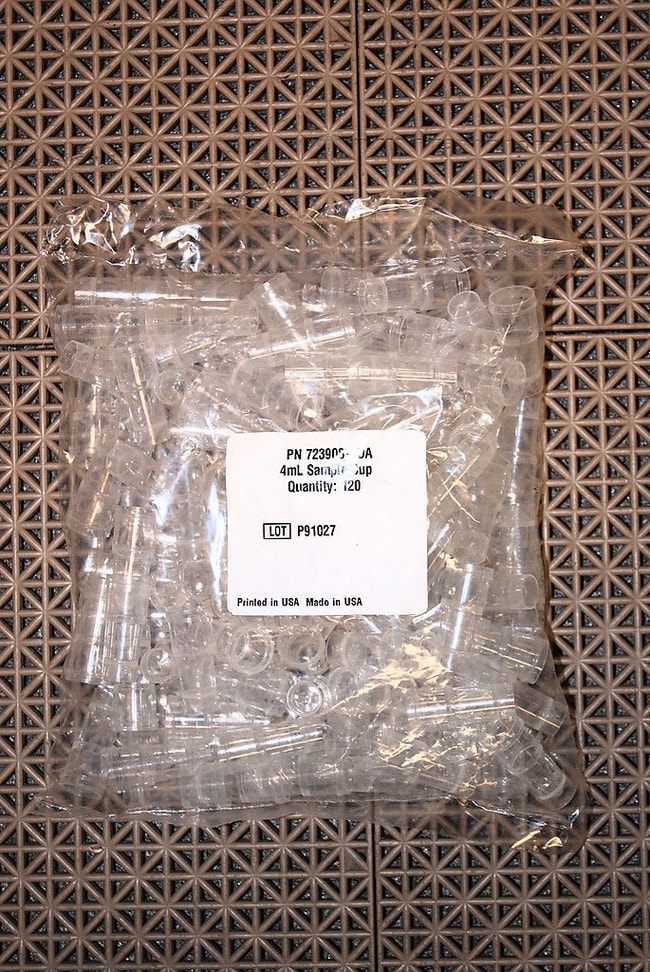 PN
4mL Sample Cup
Quantity: 120
LOT P91027
Printed in USA Made in USA